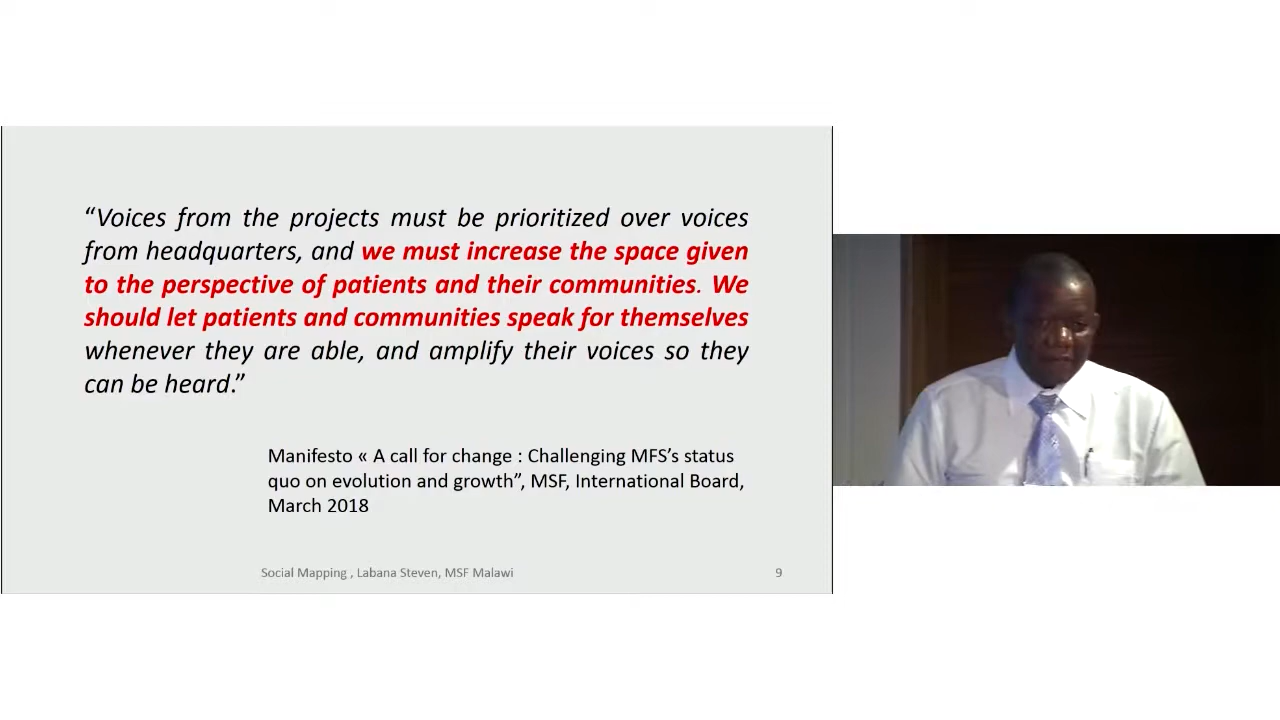 “Voices from the projects must be prioritized over voices
from headquarters, and we must increase the space given
to the perspective of patients and their communities. We
should let patients and communities speak for themselves
whenever they are able, and amplify their voices so they
can be heard.”
Manifesto « A call for change : Challenging MFS’s status
quo on evolution and growth”, MSF, International Board,
March 2018
Social Mapping , Labana Steven, MSF Malawi
9